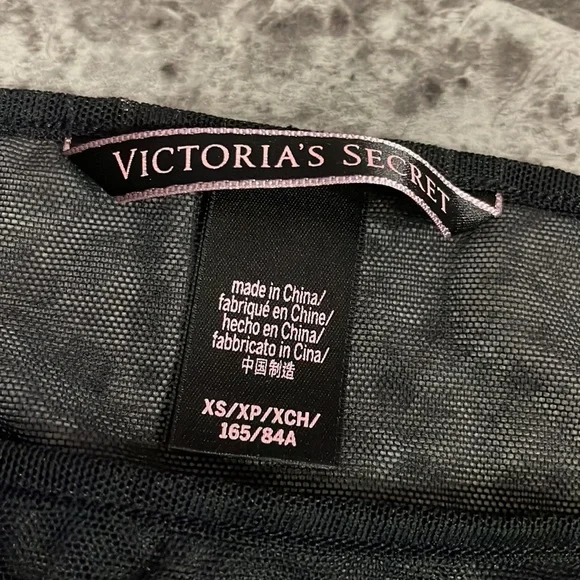 VICTORIA'S SECRET
made in China/
fabriqué en Chine/
hecho en China/
fabbricato in Cina/
中国制造
XS/XP/XCH/
165/84A